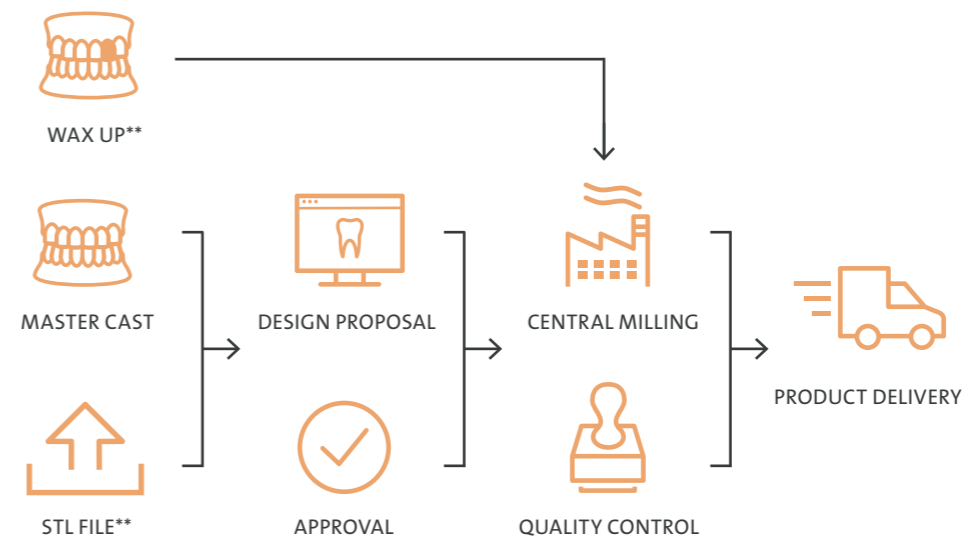 WAX UP**
MASTER CAST
DESIGN PROPOSAL
CENTRAL MILLING
PRODUCT DELIVERY
STL FILE**
APPROVAL
QUALITY CONTROL